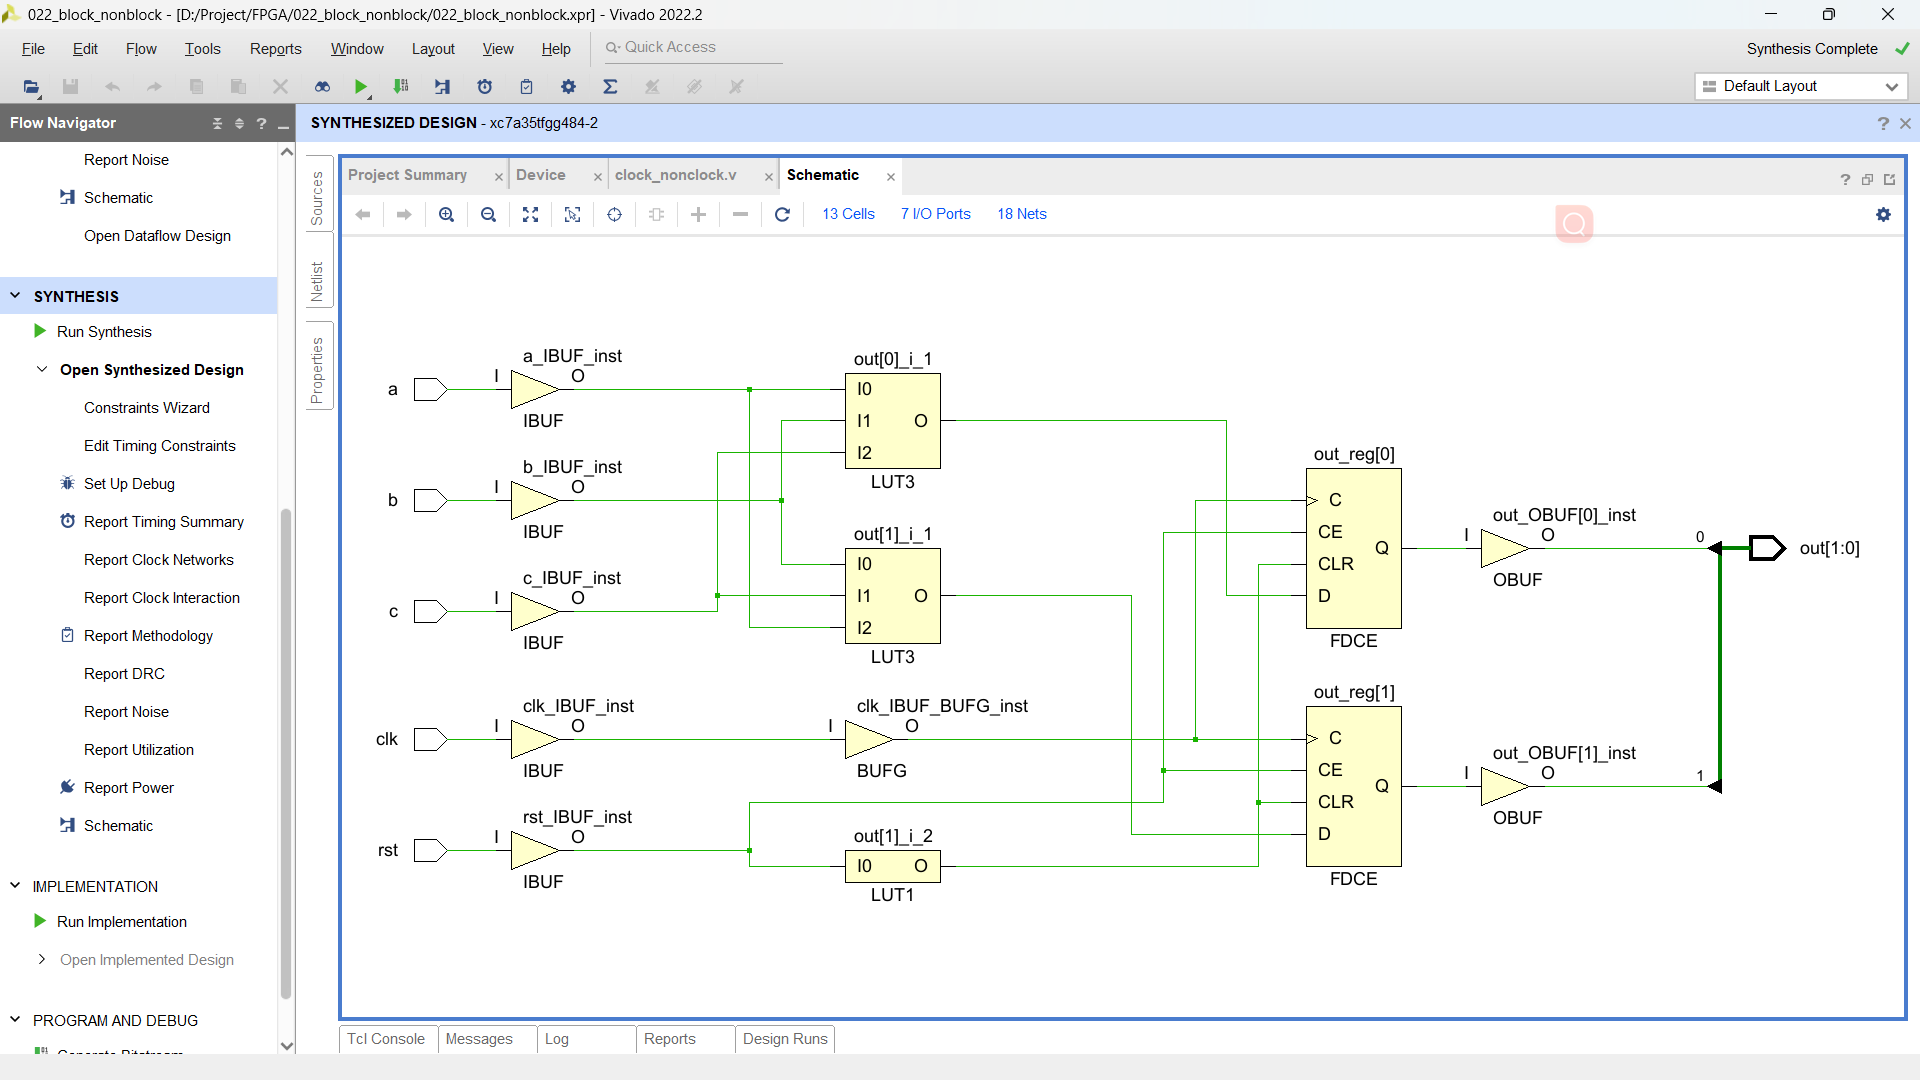 022_block_nonblock - [D:/Project/FPGA/022_block_nonblock/022_block_nonblock.xpr] - Vivado 2022.2
File Edit Flow Tools Reports Window Layout View Help Quick Access
Synthesis Complete
Default Layout
Flow Navigator
SYNTHESIZED DESIGN - xc7a35tfgg484-2
Report Noise
Schematic
Open Dataflow Design
SYNTHESIS
Run Synthesis
Open Synthesized Design
Constraints Wizard
Edit Timing Constraints
Set Up Debug
Report Timing Summary
Report Clock Networks
Report Clock Interaction
Report Methodology
Report DRC
Report Noise
Report Utilization
Report Power
Schematic
IMPLEMENTATION
Run Implementation
Open Implemented Design
PROGRAM AND DEBUG
Generate Bitstream
Sources
Netlist
Properties
Project Summary
Device
clock_nonclock.v
Schematic
13 Cells
7 I/O Ports
18 Nets
a_IBUF_inst
a
I
O
IBUF
b_IBUF_inst
b
I
O
IBUF
c_IBUF_inst
c
I
O
IBUF
clk_IBUF_inst
clk
I
O
IBUF
rst_IBUF_inst
rst
I
O
IBUF
out[0]_i_1
I0
I1
O
I2
LUT3
out[1]_i_1
I0
I1
O
I2
LUT3
clk_IBUF_BUFG_inst
I
O
BUFG
out[1]_i_2
I0
O
LUT1
out_reg[0]
C
CE
Q
CLR
D
FDCE
out_reg[1]
C
CE
Q
CLR
D
FDCE
out_OBUF[0]_inst
I
O
OBUF
0
out[1:0]
out_OBUF[1]_inst
I
O
OBUF
1
Tcl Console
Messages
Log
Reports
Design Runs